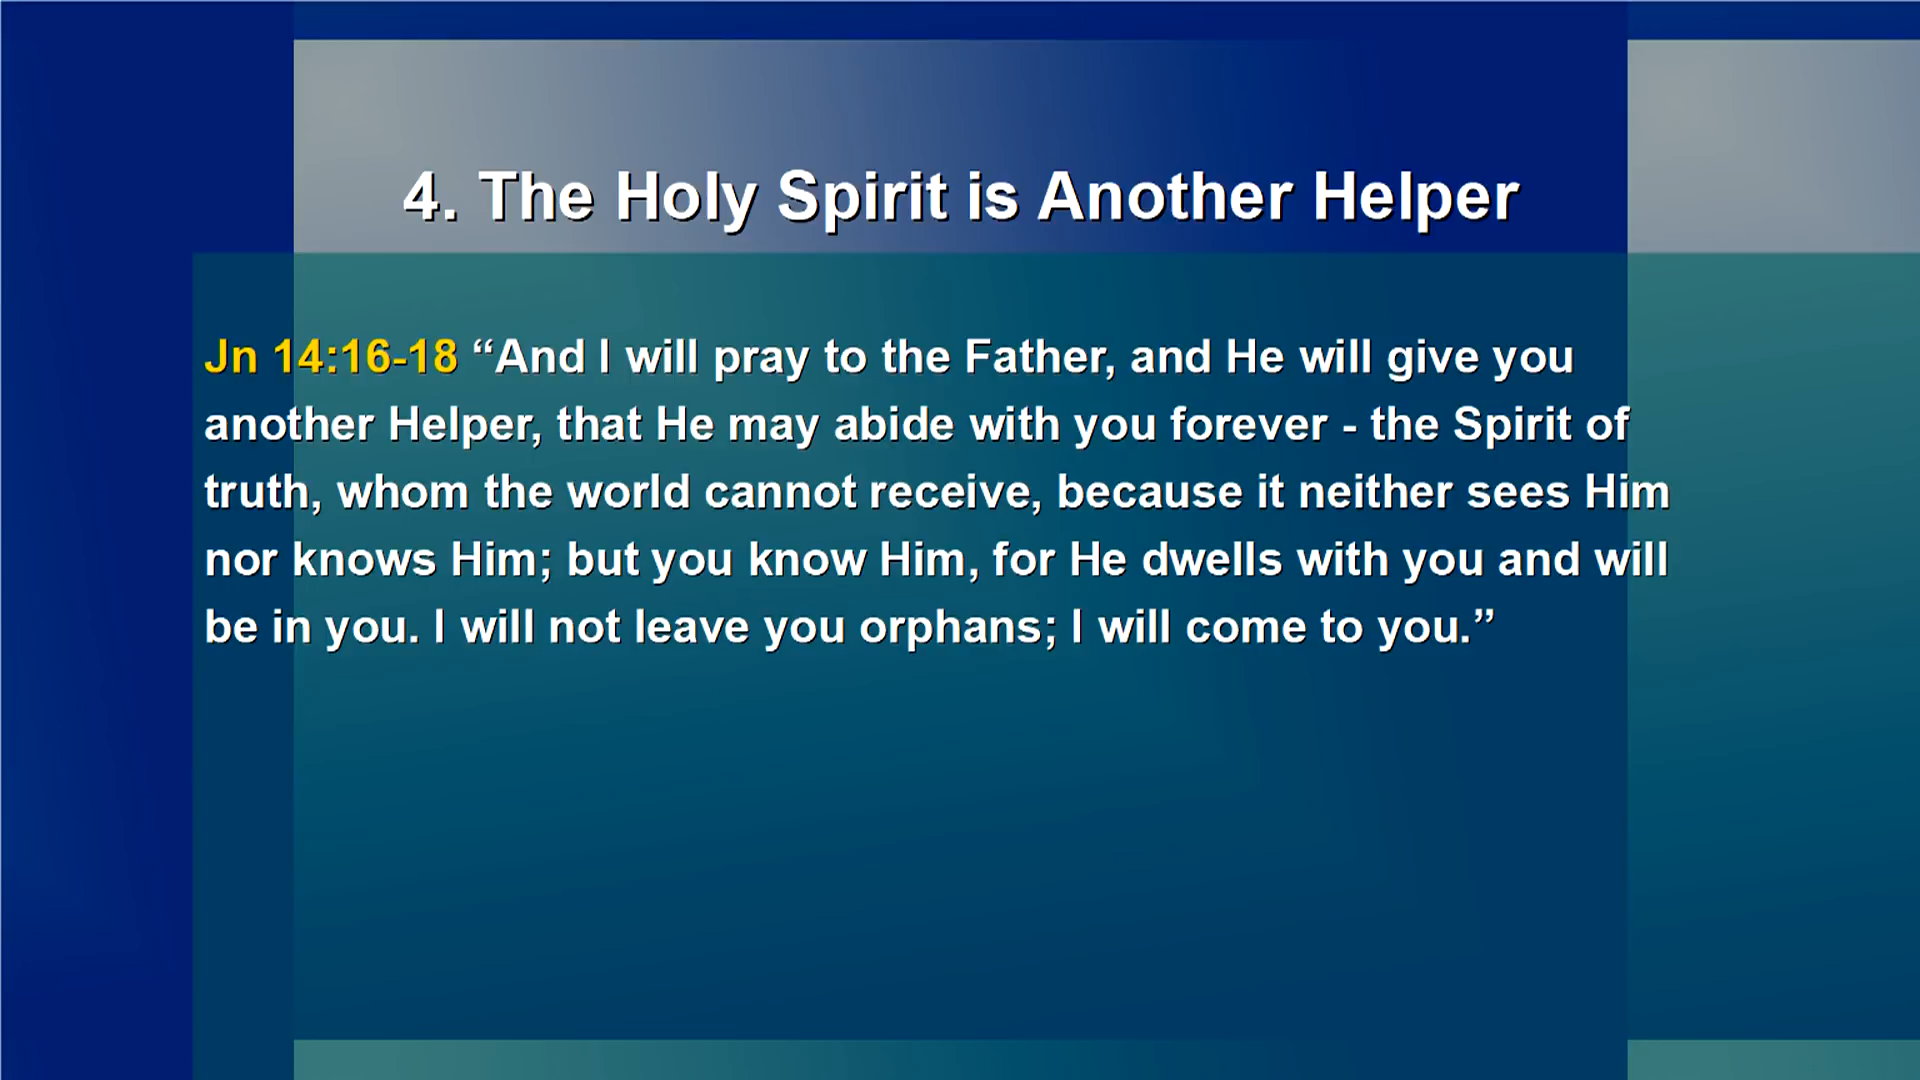 4. The Holy Spirit is Another Helper
Jn 14:16-18 “And I will pray to the Father, and He will give you
another Helper, that He may abide with you forever - the Spirit of
truth, whom the world cannot receive, because it neither sees Him
nor knows Him; but you know Him, for He dwells with you and will
be in you. I will not leave you orphans; I will come to you.”